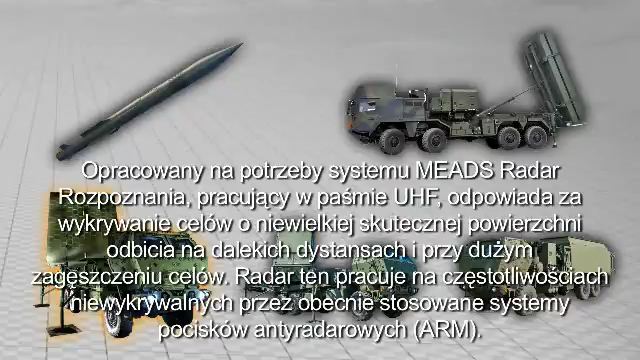 Opracowany na potrzeby systemu MEADS Radar
Rozpoznania, pracujący w paśmie UHF, odpowiada za
wykrywanie celów o niewielkiej skutecznej powierzchni
odbicia na dalekich dystansach i przy dużym
zagęszczeniu celów. Radar ten pracuje na częstotliwościach
niewykrywalnych przez obecnie stosowane systemy
pocisków antyradarowych (ARM).